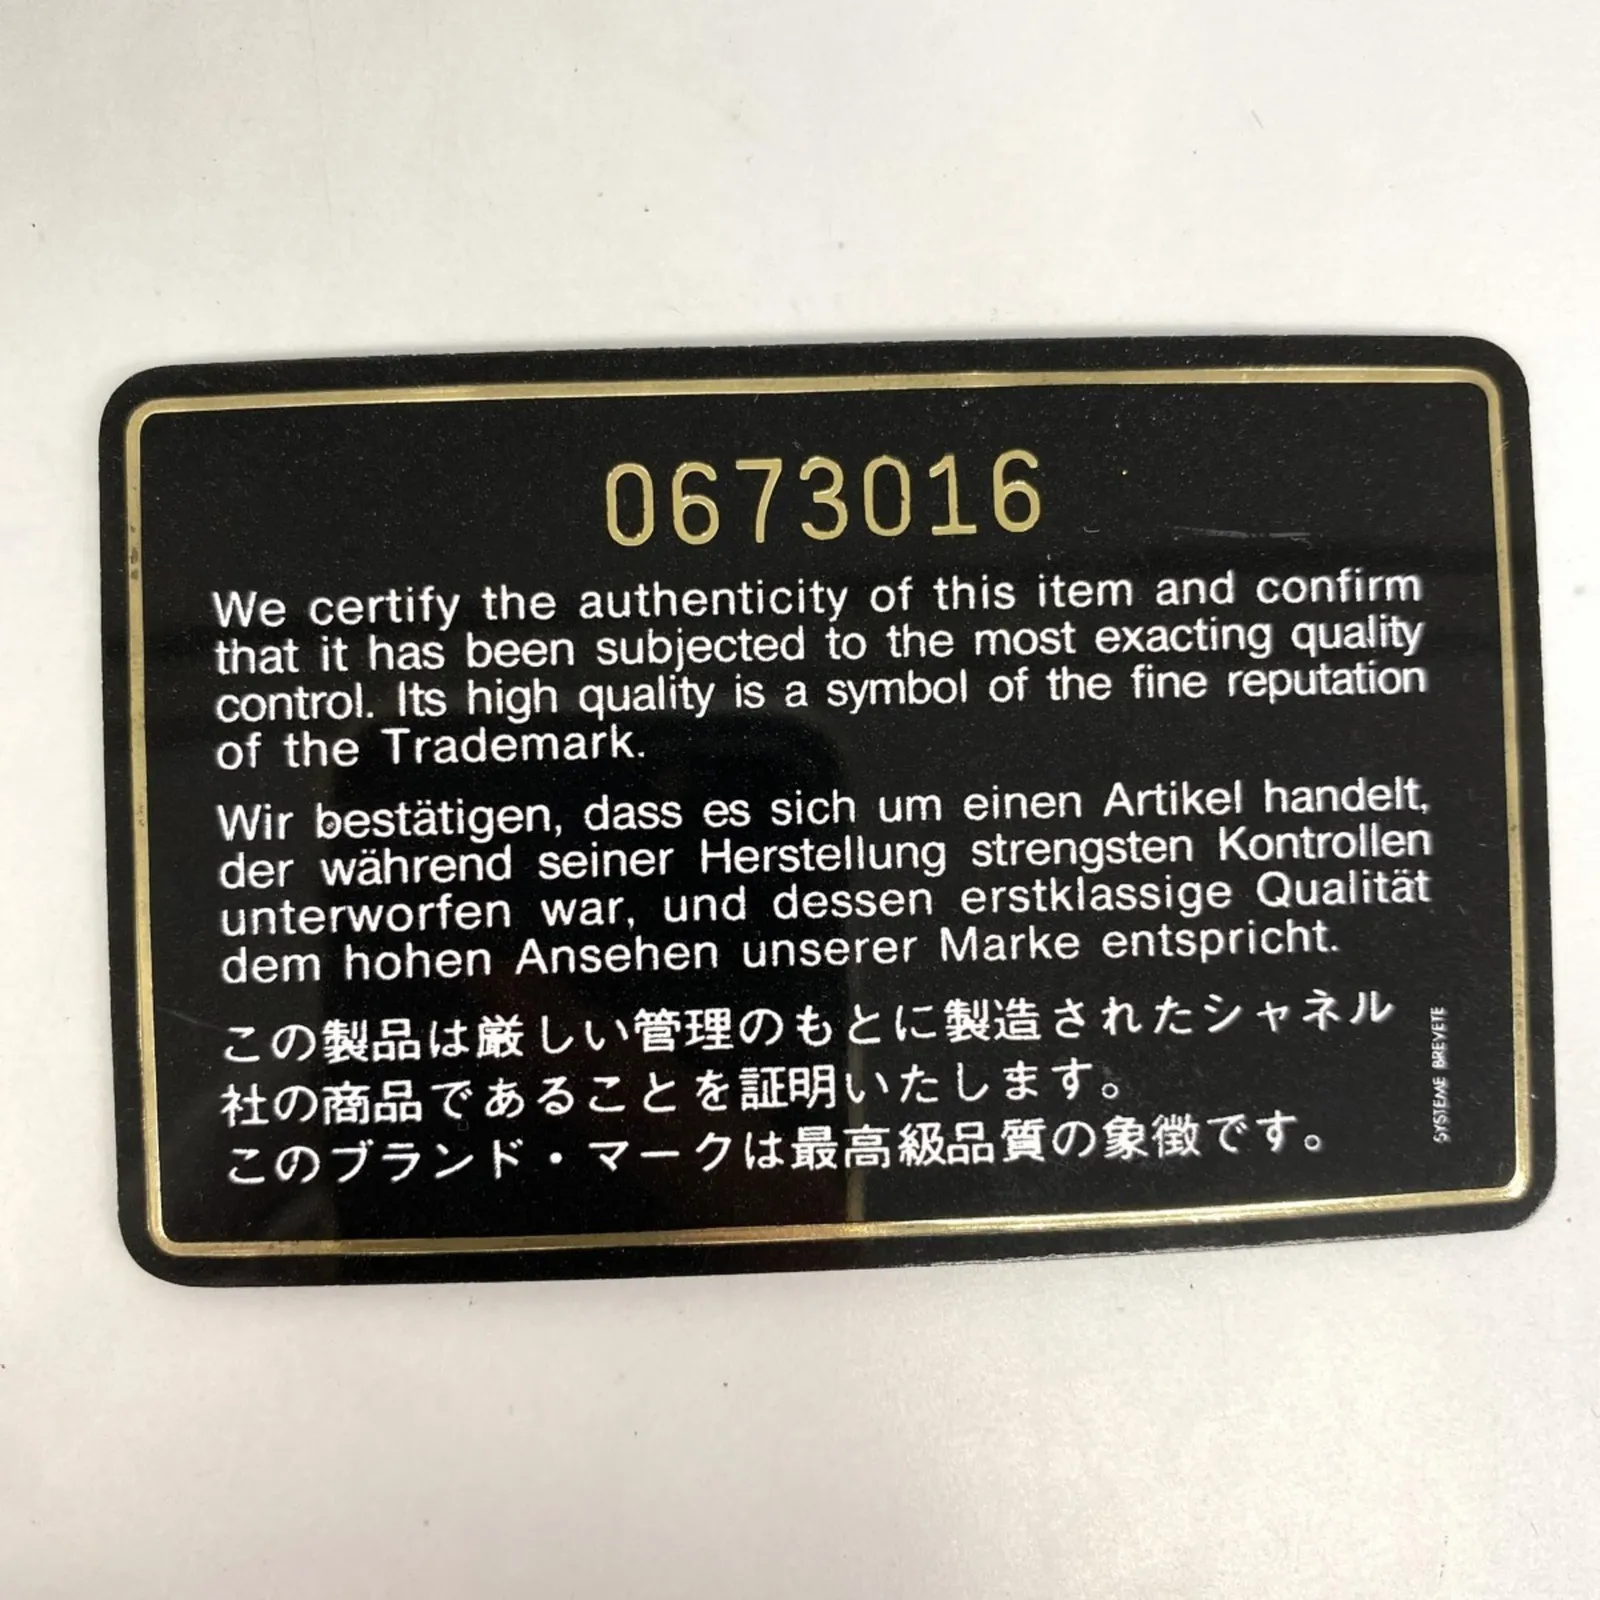 0673016
We certify the authenticity of this item and confirm
that it has been subjected to the most exacting quality
control. Its high quality is a symbol of the fine reputation
of the Trademark.
Wir bestätigen, dass es sich um einen Artikel handelt,
der während seiner Herstellung strengsten Kontrollen
unterworfen war, und dessen erstklassige Qualität
dem hohen Ansehen unserer Marke entspricht.
この製品は厳しい管理のもとに製造されたシャネル
社の商品であることを証明いたします。
このブランド・マークは最高級品質の象徴です。
SYSTEME BREVETE